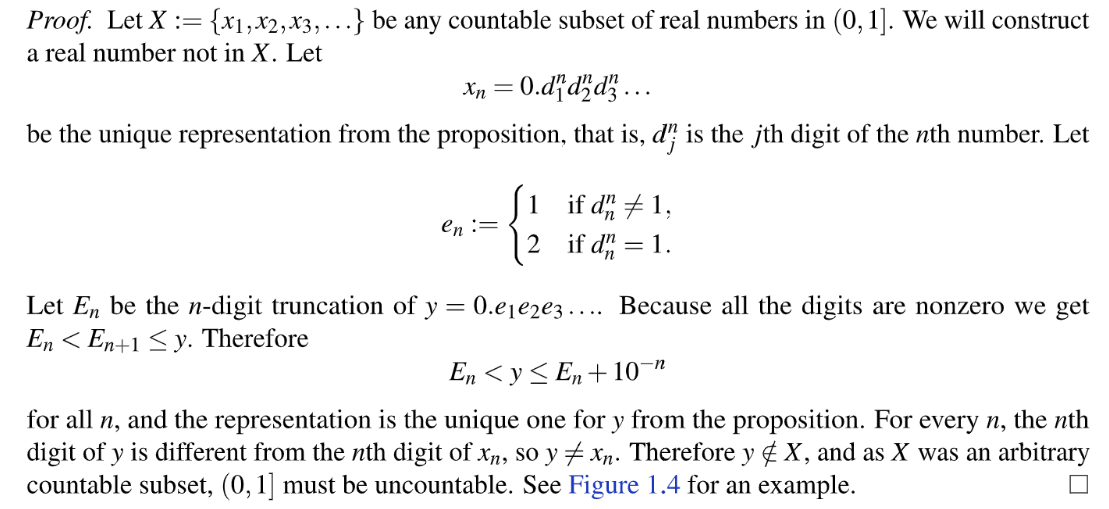 Proof. Let X := {x₁,x₂,x₃,...} be any countable subset of real numbers in (0,1]. We will construct
a real number not in X. Let
xₙ = 0.d₁ⁿd₂ⁿd₃ⁿ...
be the unique representation from the proposition, that is, dⱼⁿ is the jth digit of the nth number. Let
eₙ := { 1 if dₙⁿ ≠ 1,
2 if dₙⁿ = 1.
Let Eₙ be the n-digit truncation of y = 0.e₁e₂e₃.... Because all the digits are nonzero we get
Eₙ < Eₙ₊₁ ≤ y. Therefore
Eₙ < y ≤ Eₙ + 10⁻ⁿ
for all n, and the representation is the unique one for y from the proposition. For every n, the nth
digit of y is different from the nth digit of xₙ, so y ≠ xₙ. Therefore y ∉ X, and as X was an arbitrary
countable subset, (0,1] must be uncountable. See Figure 1.4 for an example. □